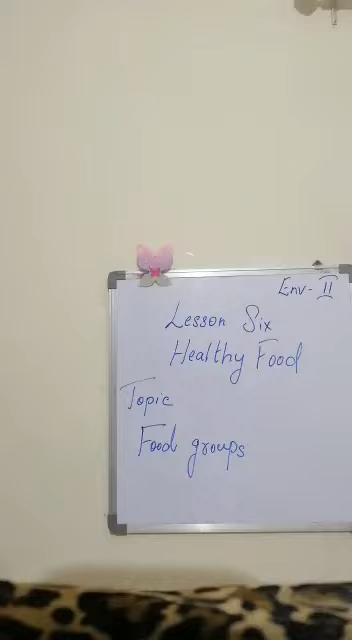 Env- II
Lesson Six
Healthy Food
Topic
Food groups